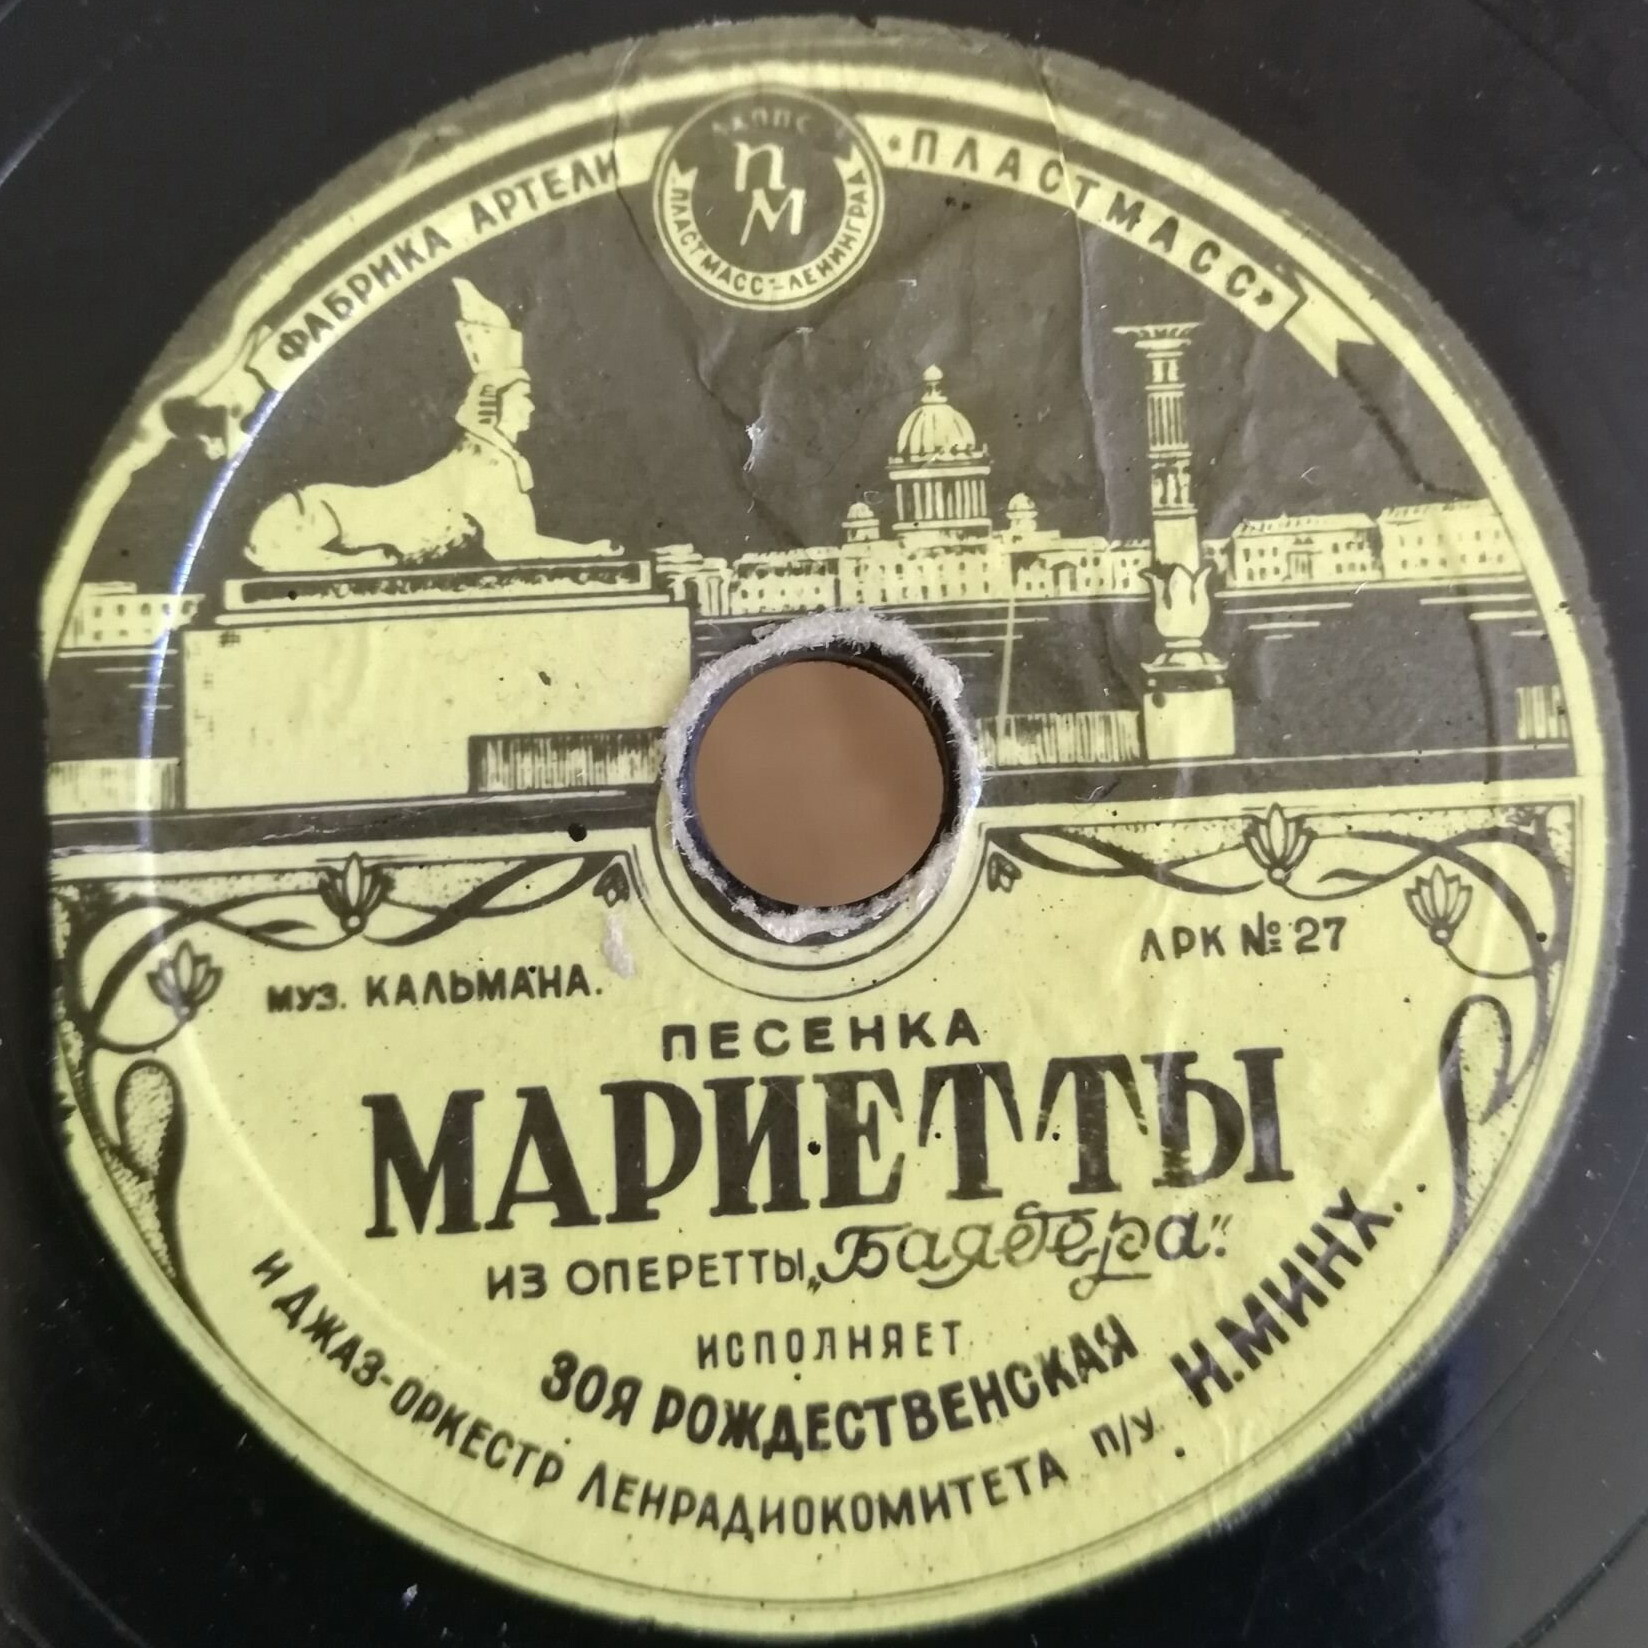 ФАБРИКА АРТЕЛИ «ПЛАСТМАСС»
ПМ
"ПЛАСТМАСС"-ЛЕНИНГРАД
МУЗ. КАЛЬМАНА.
ЛРК № 27
ПЕСЕНКА
МАРИЕТТЫ
ИЗ ОПЕРЕТТЫ „Баядера".
ИСПОЛНЯЕТ
ЗОЯ РОЖДЕСТВЕНСКАЯ
И ДЖАЗ-ОРКЕСТР ЛЕНРАДИОКОМИТЕТА П/У. Н.МИНХ.